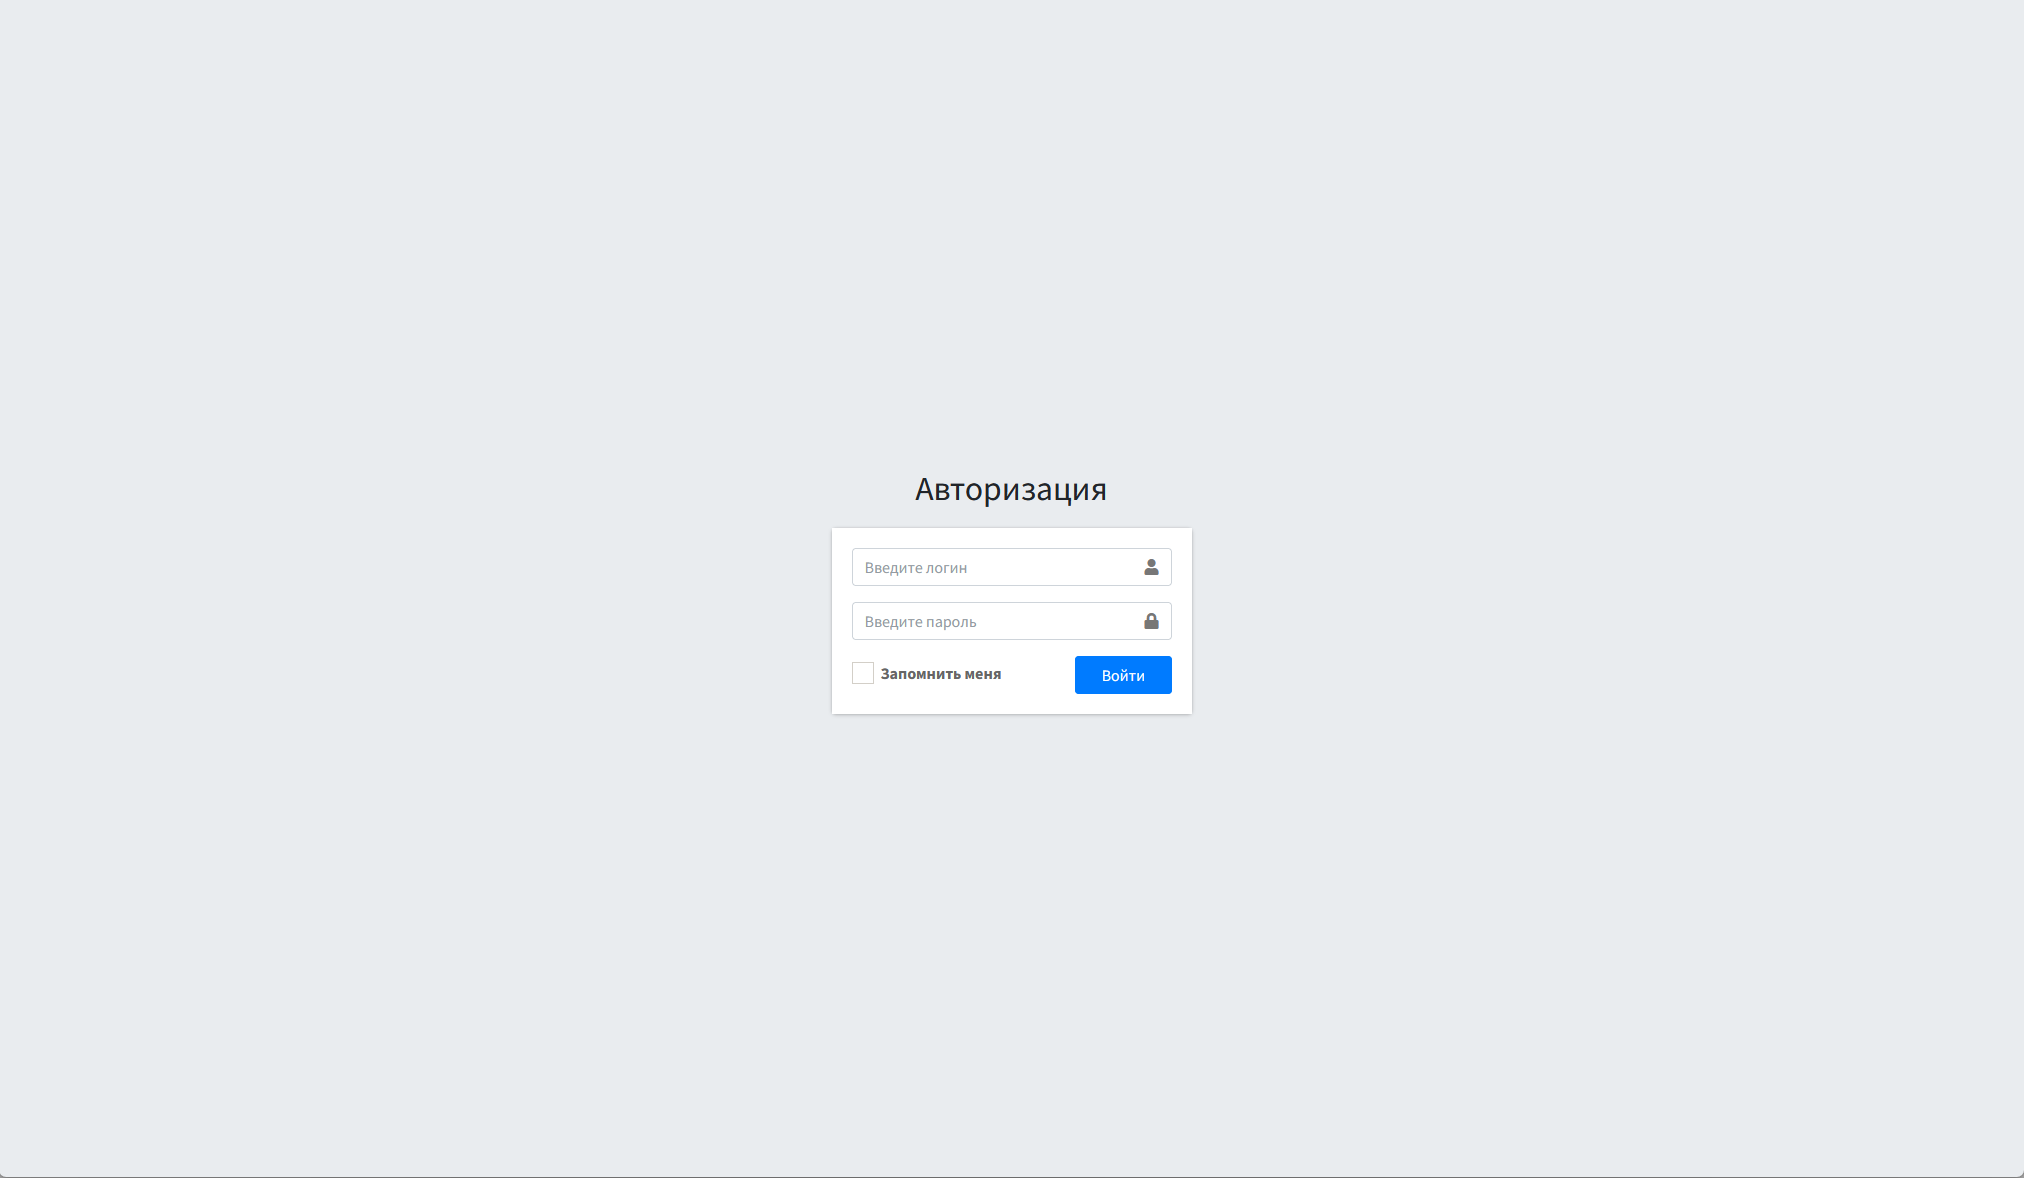 Авторизация
Введите логин
Введите пароль
Запомнить меня
Войти